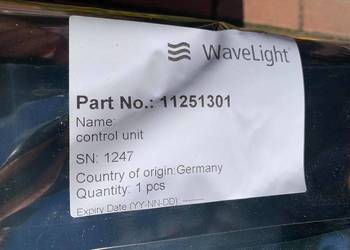 WaveLight
Part No.: 11251301
Name:
control unit
SN: 1247
Country of origin:Germany
Quantity: 1 pcs
Expiry Date (YY-NN-DD): -------